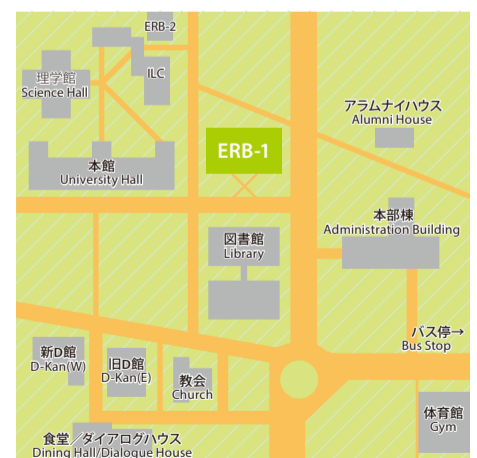 ERB-2
理学館
Science Hall
ILC
アラムナイハウス
Alumni House
ERB-1
本館
University Hall
本部棟
Administration Building
図書館
Library
バス停→
Bus Stop
新D館
D-Kan(W)
旧D館
D-Kan(E)
教会
Church
体育館
Gym
食堂／ダイアログハウス
Dining Hall/Dialogue House